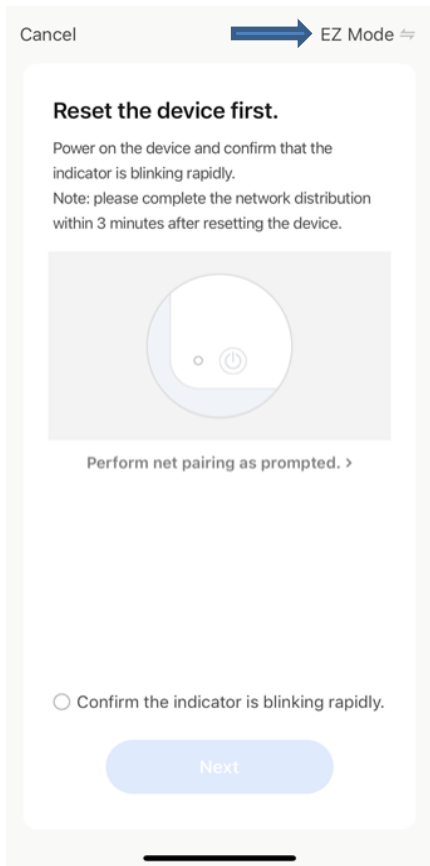 Cancel
EZ Mode
Reset the device first.
Power on the device and confirm that the
indicator is blinking rapidly.
Note: please complete the network distribution
within 3 minutes after resetting the device.
Perform net pairing as prompted. >
Confirm the indicator is blinking rapidly.
Next